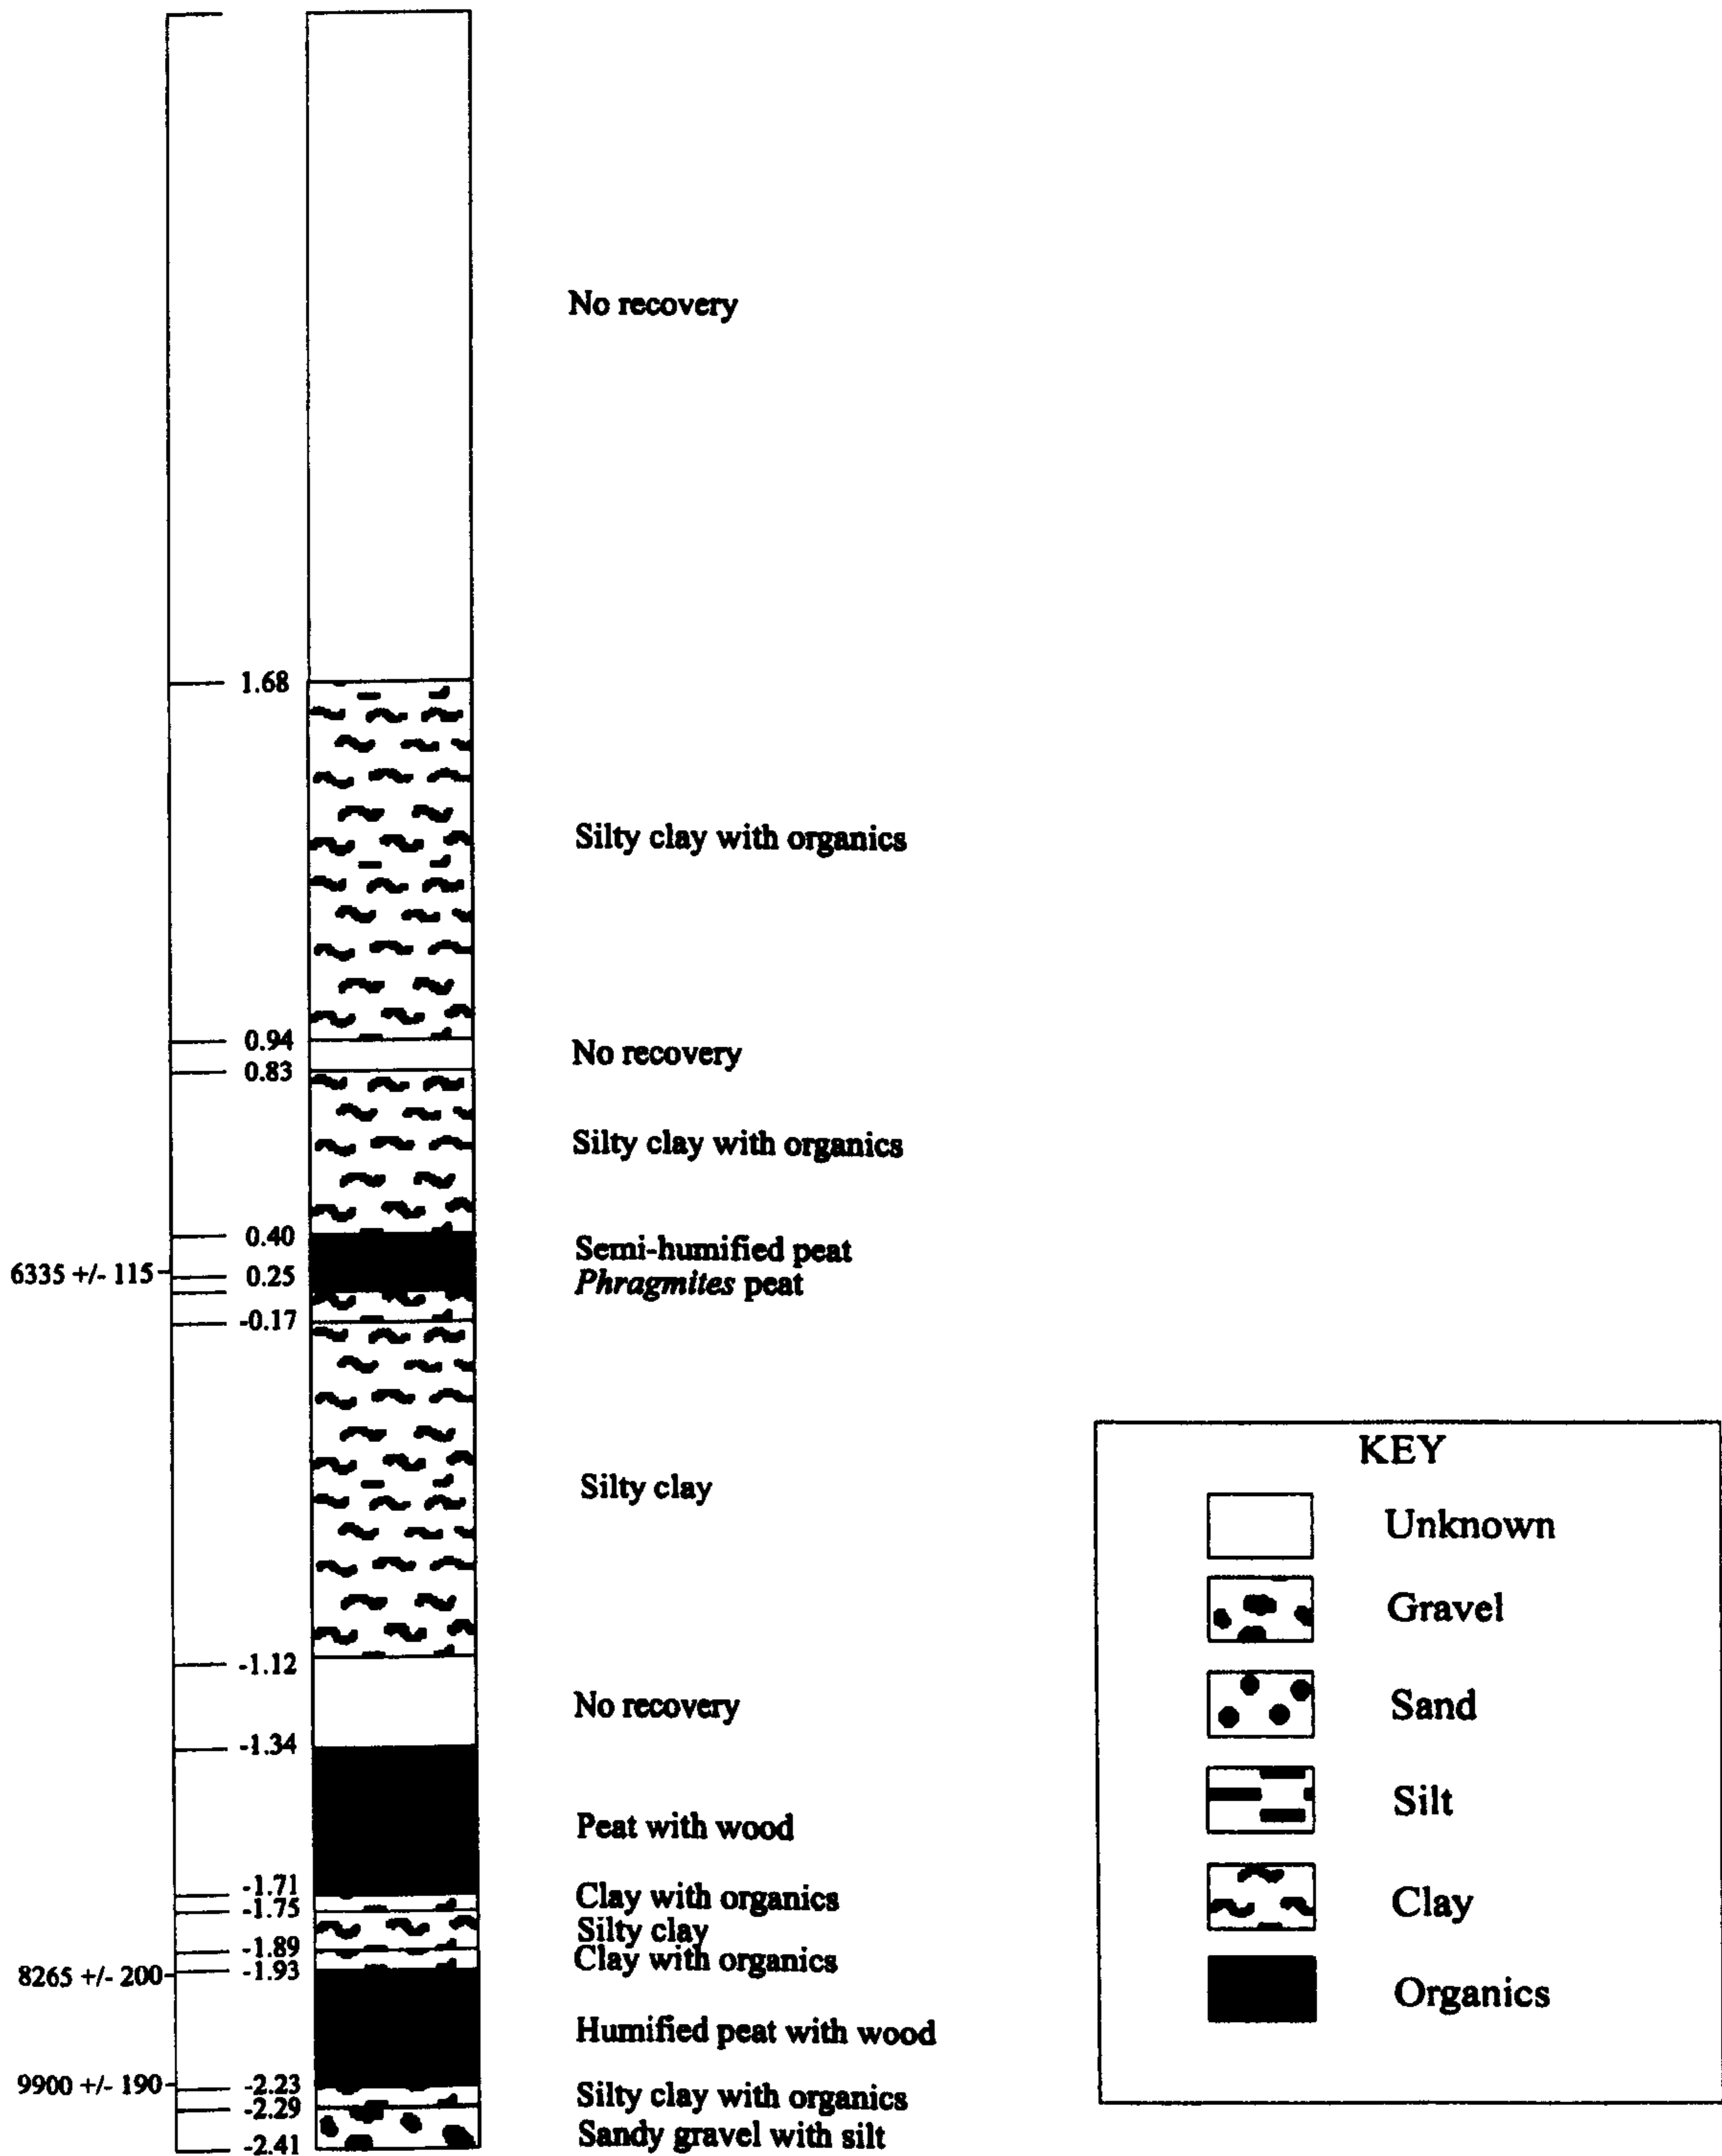 No recovery
1.68
Silty clay with organics
0.94
No recovery
0.83
Silty clay with organics
0.40
Semi-humified peat
6335 +/- 115
0.25
Phragmites peat
-0.17
Silty clay
-1.12
No recovery
-1.34
Peat with wood
-1.71
Clay with organics
-1.75
Silty clay
-1.89
Clay with organics
8265 +/- 200
-1.93
Humified peat with wood
9900 +/- 190
-2.23
Silty clay with organics
-2.29
Sandy gravel with silt
-2.41
KEY
Unknown
Gravel
Sand
Silt
Clay
Organics